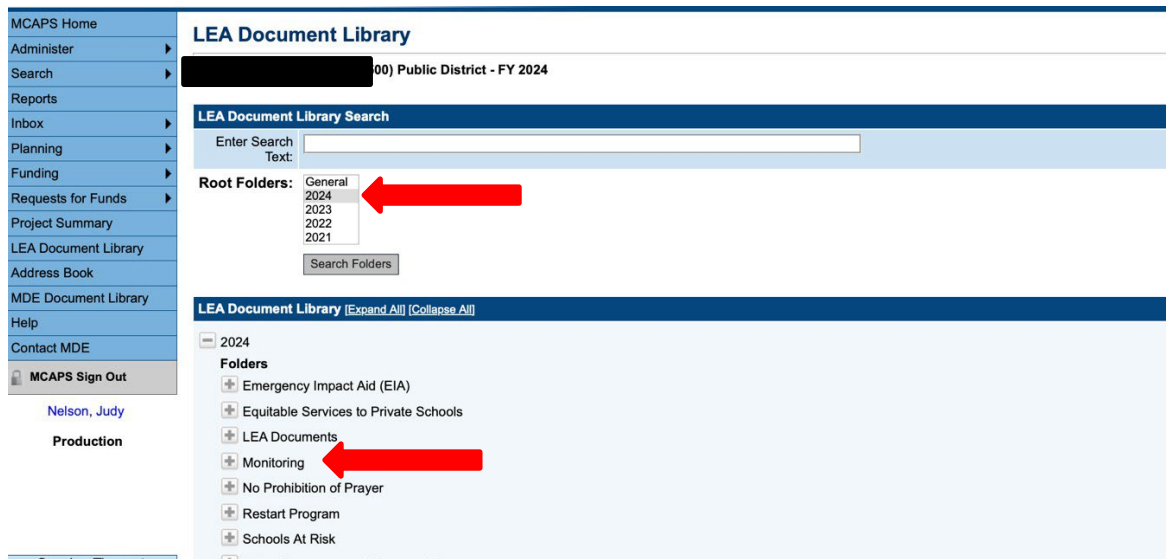 MCAPS Home
Administer
Search
Reports
Inbox
Planning
Funding
Requests for Funds
Project Summary
LEA Document Library
Address Book
MDE Document Library
Help
Contact MDE
MCAPS Sign Out
Nelson, Judy
Production
LEA Document Library
00) Public District - FY 2024
LEA Document Library Search
Enter Search
Text:
Root Folders:
General
2024
2023
2022
2021
Search Folders
LEA Document Library [Expand All] [Collapse All]
2024
Folders
Emergency Impact Aid (EIA)
Equitable Services to Private Schools
LEA Documents
Monitoring
No Prohibition of Prayer
Restart Program
Schools At Risk